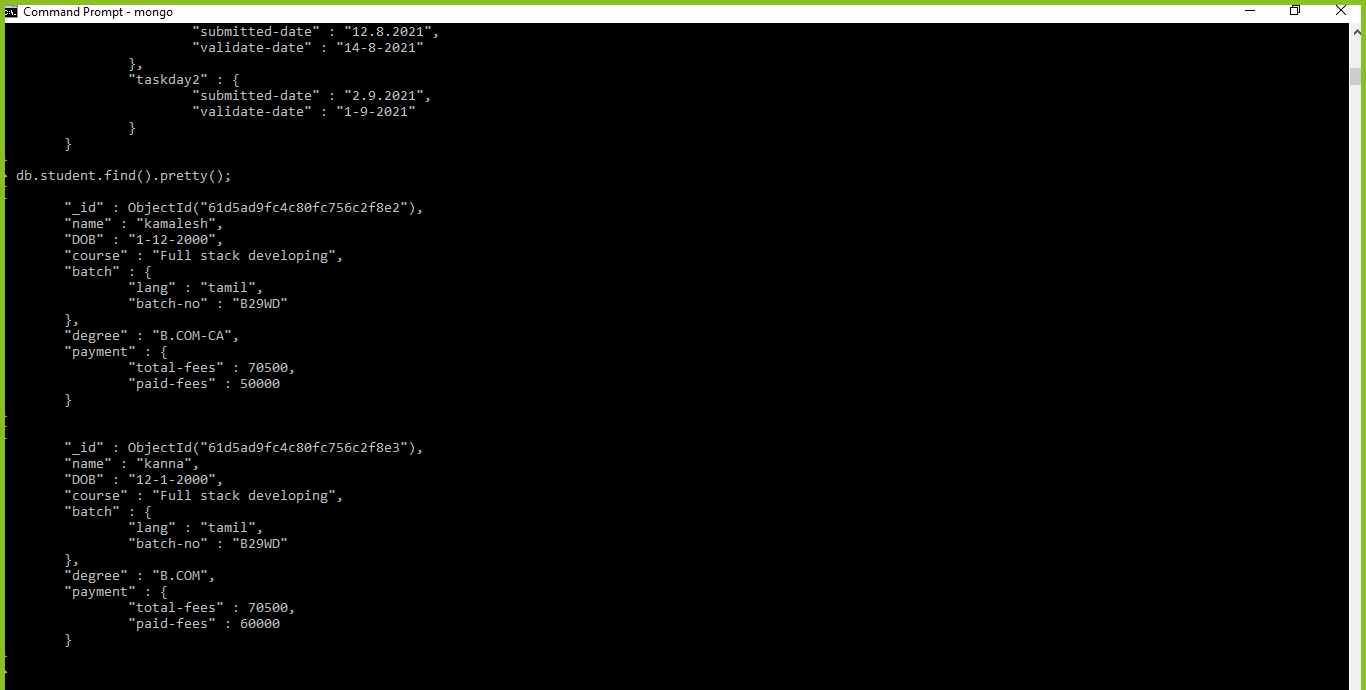 Command Prompt - mongo
"submitted-date" : "12.8.2021",
"validate-date" : "14-8-2021"
},
"taskday2" : {
"submitted-date" : "2.9.2021",
"validate-date" : "1-9-2021"
}
}
db.student.find().pretty();
"_id" : ObjectId("61d5ad9fc4c80fc756c2f8e2"),
"name" : "kamalesh",
"DOB" : "1-12-2000",
"course" : "Full stack developing",
"batch" : {
"lang" : "tamil",
"batch-no" : "B29WD"
},
"degree" : "B.COM-CA",
"payment" : {
"total-fees" : 70500,
"paid-fees" : 50000
}
"_id" : ObjectId("61d5ad9fc4c80fc756c2f8e3"),
"name" : "kanna",
"DOB" : "12-1-2000",
"course" : "Full stack developing",
"batch" : {
"lang" : "tamil",
"batch-no" : "B29WD"
},
"degree" : "B.COM",
"payment" : {
"total-fees" : 70500,
"paid-fees" : 60000
}